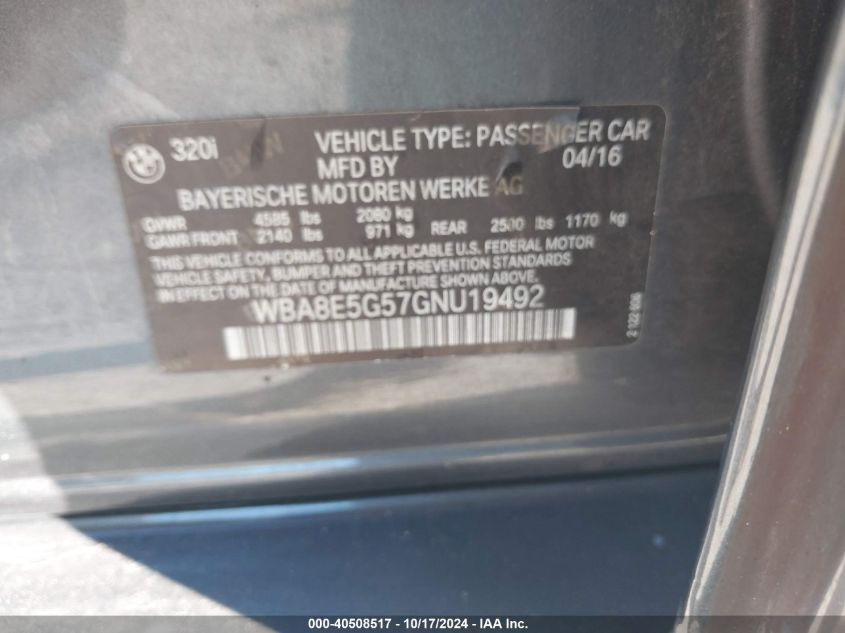 320i VEHICLE TYPE: PASSENGER CAR
MFD BY 04/16
BAYERISCHE MOTOREN WERKE AG
GVWR 4585 lbs 2080 kg
GAWR FRONT 2140 lbs 971 kg REAR 2580 lbs 1170 kg
THIS VEHICLE CONFORMS TO ALL APPLICABLE U.S. FEDERAL MOTOR
VEHICLE SAFETY, BUMPER AND THEFT PREVENTION STANDARDS
IN EFFECT ON THE DATE OF MANUFACTURE SHOWN ABOVE.
WBA8E5G57GNU19492
000-40508517 - 10/17/2024 - IAA Inc.